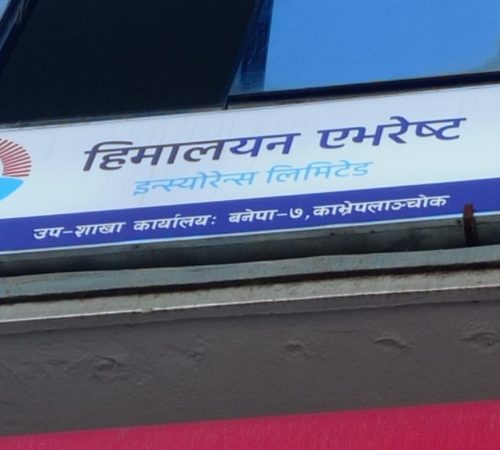 हिमालयन एभरेष्ट
इन्स्योरेन्स लिमिटेड
उप-शाखा कार्यालय: बनेपा-७, काभ्रेपलाञ्चोक